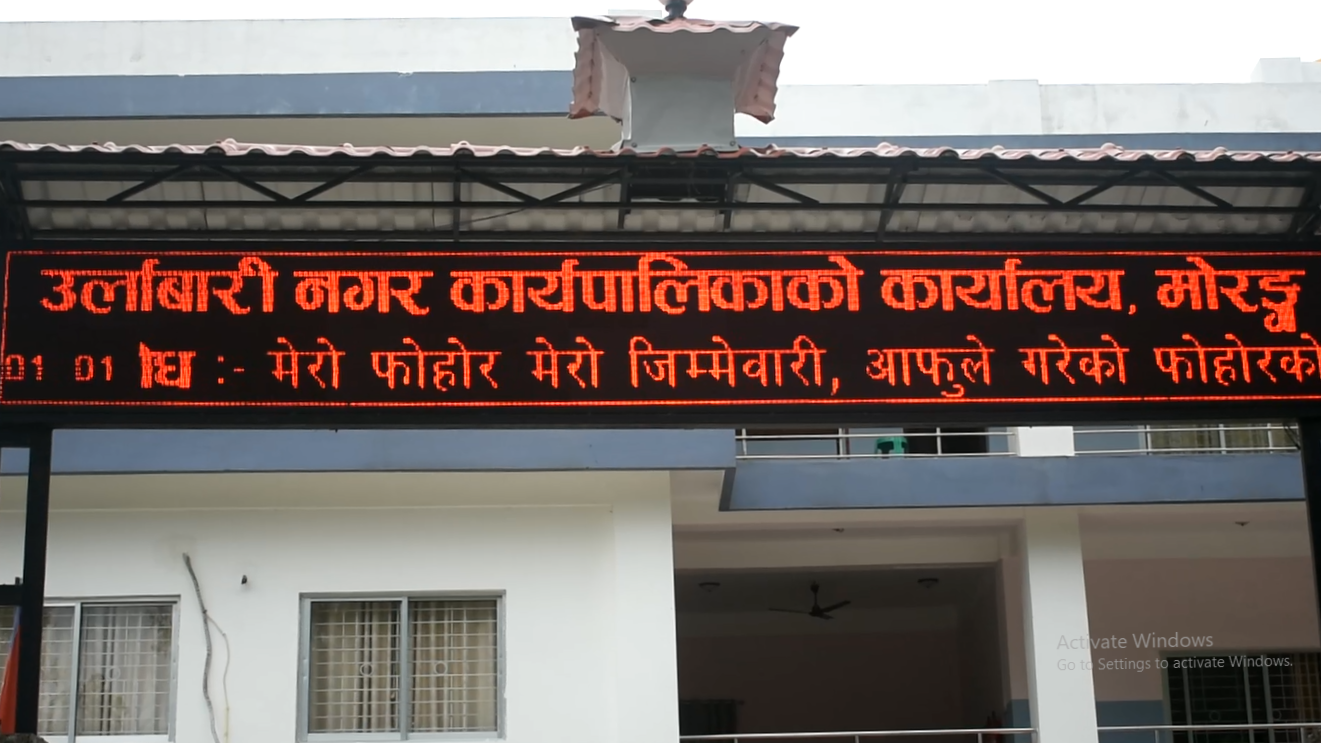 उर्लाबारी नगर कार्यपालिकाको कार्यालय, मोरङ्ग
01 01 :- मेरो फोहोर मेरो जिम्मेवारी, आफुले गरेको फोहोरको
Activate Windows
Go to Settings to activate Windows.